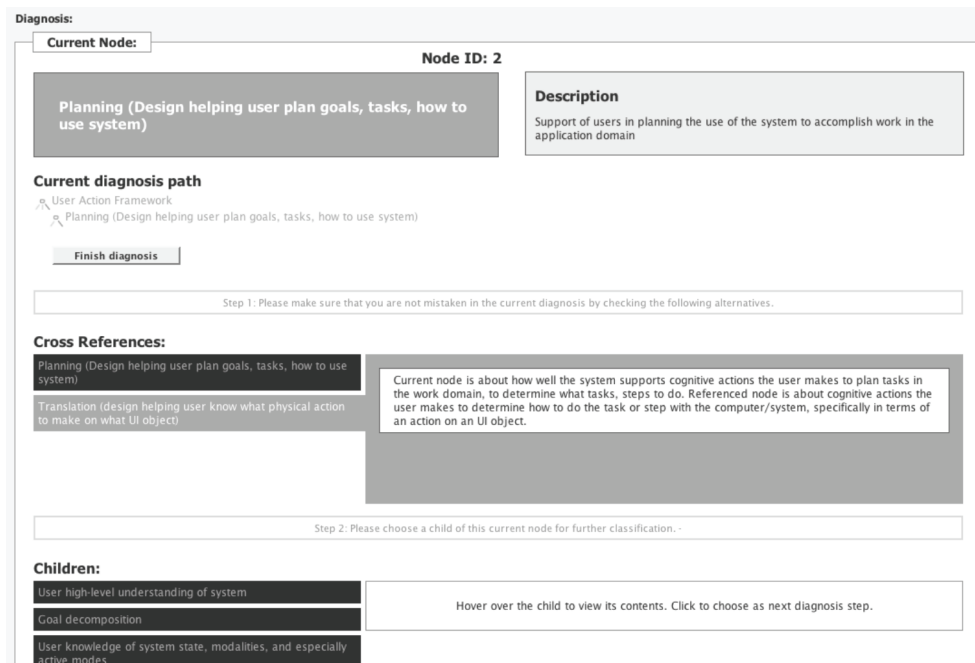 Diagnosis:
Current Node:
Node ID: 2
Planning (Design helping user plan goals, tasks, how to
use system)
Description
Support of users in planning the use of the system to accomplish work in the
application domain
Current diagnosis path
User Action Framework
Planning (Design helping user plan goals, tasks, how to use system)
Finish diagnosis
Step 1: Please make sure that you are not mistaken in the current diagnosis by checking the following alternatives.
Cross References:
Planning (Design helping user plan goals, tasks, how to use
system)
Translation (design helping user know what physical action
to make on what UI object)
Current node is about how well the system supports cognitive actions the user makes to plan tasks in
the work domain, to determine what tasks, steps to do. Referenced node is about cognitive actions the
user makes to determine how to do the task or step with the computer/system, specifically in terms of
an action on an UI object.
Step 2: Please choose a child of this current node for further classification. -
Children:
User high-level understanding of system
Goal decomposition
User knowledge of system state, modalities, and especially
active modes
Hover over the child to view its contents. Click to choose as next diagnosis step.